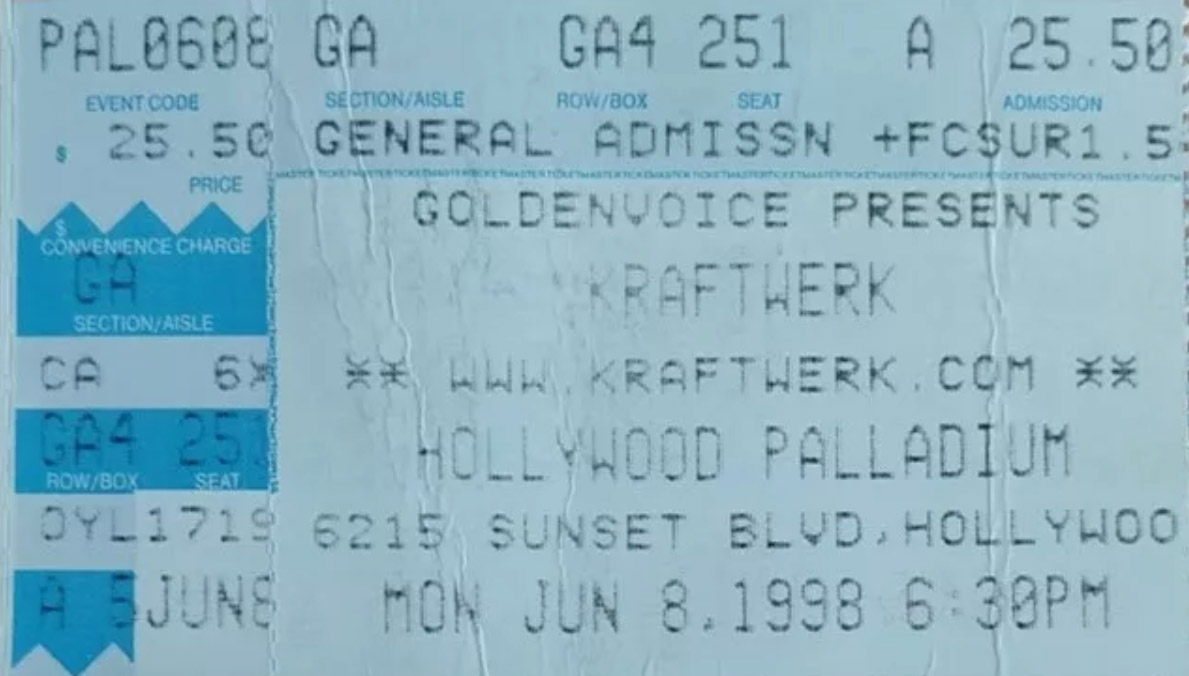 PAL0608 GA GA4 251 A 25.50
EVENT CODE SECTION/AISLE ROW/BOX SEAT ADMISSION
$ 25.50 GENERAL ADMISSN +FCSUR1.5
PRICE
GOLDENVOICE PRESENTS
$
CONVENIENCE CHARGE
GA KRAFTWERK
SECTION/AISLE
CA 6X ** WWW.KRAFTWERK.COM **
GA4 251 HOLLYWOOD PALLADIUM
ROW/BOX SEAT
OYL1719 6215 SUNSET BLVD,HOLLYWOO
A 5JUN8 MON JUN 8,1998 6:30PM